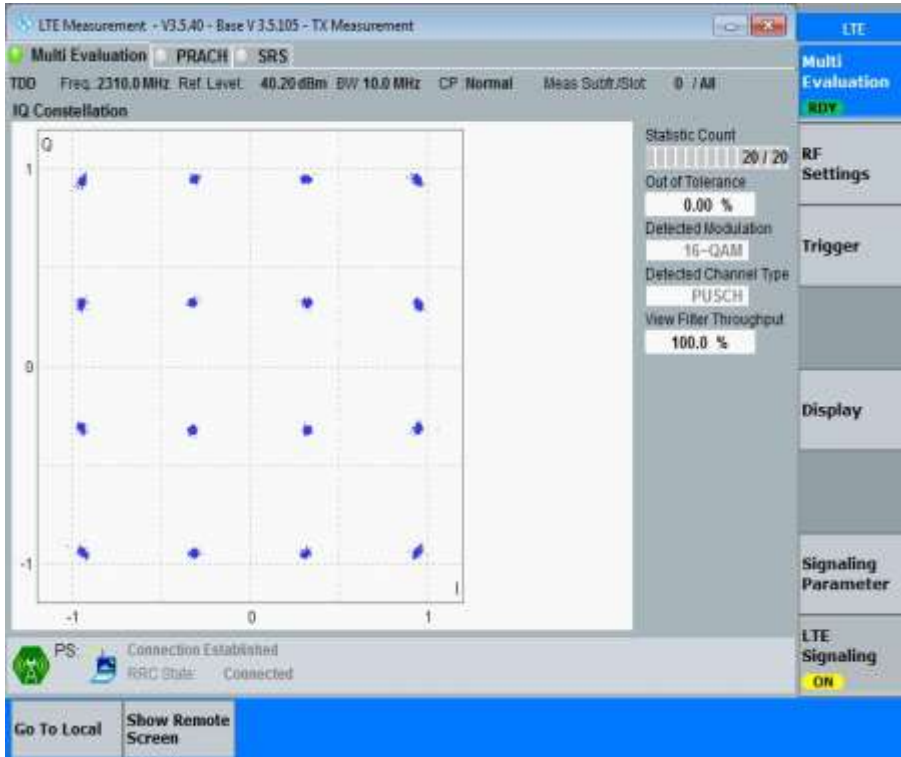 LTE Measurement - V3.5.40 - Base V 3.5.105 - TX Measurement
Multi Evaluation PRACH SRS
TDD Freq: 2310.0 MHz Ref. Level: 40.20 dBm BW: 10.0 MHz CP: Normal Meas Subfr./Slot: 0 / All
IQ Constellation
Q
1
0
-1
-1 0 1
I
Statistic Count
20 / 20
Out of Tolerance
0.00 %
Detected Modulation
16-QAM
Detected Channel Type
PUSCH
View Filter Throughput
100.0 %
PS:
Connection Established
RRC State: Connected
LTE
Multi
Evaluation
RDY
RF
Settings
Trigger
Display
Signaling
Parameter
LTE
Signaling
ON
Go To Local
Show Remote
Screen